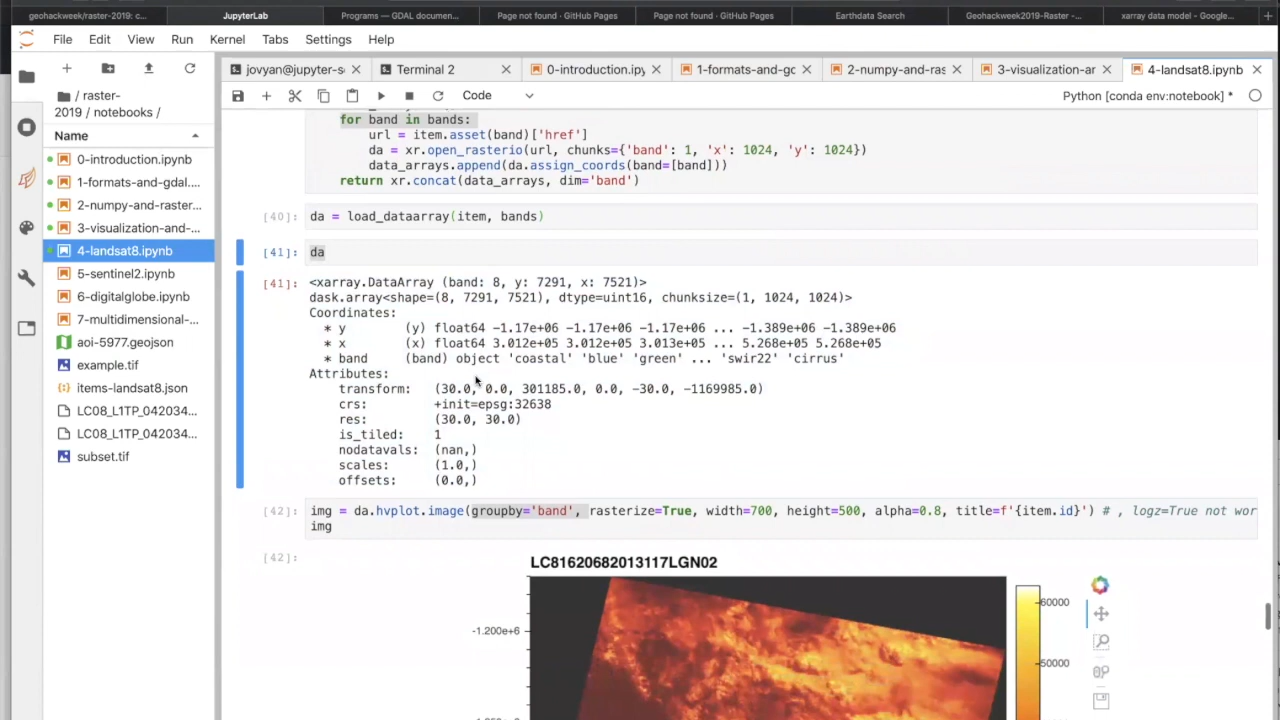 geohackweek/raster-2019: c...
JupyterLab
Programs — GDAL documen...
Page not found · GitHub Pages
Page not found · GitHub Pages
Earthdata Search
Geohackweek2019-Raster -...
xarray data model - Google...
File Edit View Run Kernel Tabs Settings Help
/ raster-
2019 / notebooks /
Name
0-introduction.ipynb
1-formats-and-gdal....
2-numpy-and-raster...
3-visualization-and-...
4-landsat8.ipynb
5-sentinel2.ipynb
6-digitalglobe.ipynb
7-multidimensional-...
aoi-5977.geojson
example.tif
items-landsat8.json
LC08_L1TP_042034...
LC08_L1TP_042034...
subset.tif
jovyan@jupyter-s
Terminal 2
0-introduction.ipy
1-formats-and-g
2-numpy-and-ras
3-visualization-ar
4-landsat8.ipynb
Code
Python [conda env:notebook] *
for band in bands:
url = item.asset(band)['href']
da = xr.open_rasterio(url, chunks={'band': 1, 'x': 1024, 'y': 1024})
data_arrays.append(da.assign_coords(band=[band]))
return xr.concat(data_arrays, dim='band')
[40]: da = load_dataarray(item, bands)
[41]: da
[41]: <xarray.DataArray (band: 8, y: 7291, x: 7521)>
dask.array<shape=(8, 7291, 7521), dtype=uint16, chunksize=(1, 1024, 1024)>
Coordinates:
* y (y) float64 -1.17e+06 -1.17e+06 -1.17e+06 ... -1.389e+06 -1.389e+06
* x (x) float64 3.012e+05 3.012e+05 3.013e+05 ... 5.268e+05 5.268e+05
* band (band) object 'coastal' 'blue' 'green' ... 'swir22' 'cirrus'
Attributes:
transform: (30.0, 0.0, 301185.0, 0.0, -30.0, -1169985.0)
crs: +init=epsg:32638
res: (30.0, 30.0)
is_tiled: 1
nodatavals: (nan,)
scales: (1.0,)
offsets: (0.0,)
[42]: img = da.hvplot.image(groupby='band', rasterize=True, width=700, height=500, alpha=0.8, title=f'{item.id}') # , logz=True not wor
img
[42]:
LC81620682013117LGN02
60000
-1.200e+6
50000